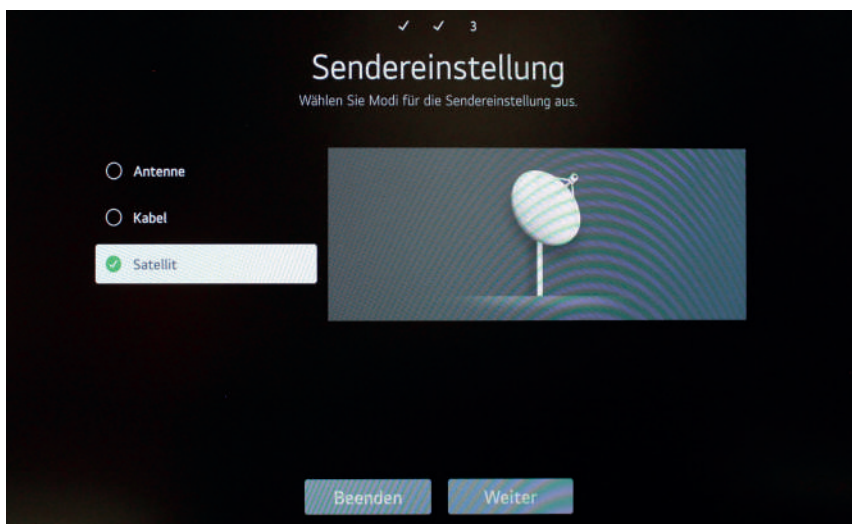 3
Sendereinstellung
Wählen Sie Modi für die Sendereinstellung aus.
Antenne
Kabel
Satellit
Beenden
Weiter